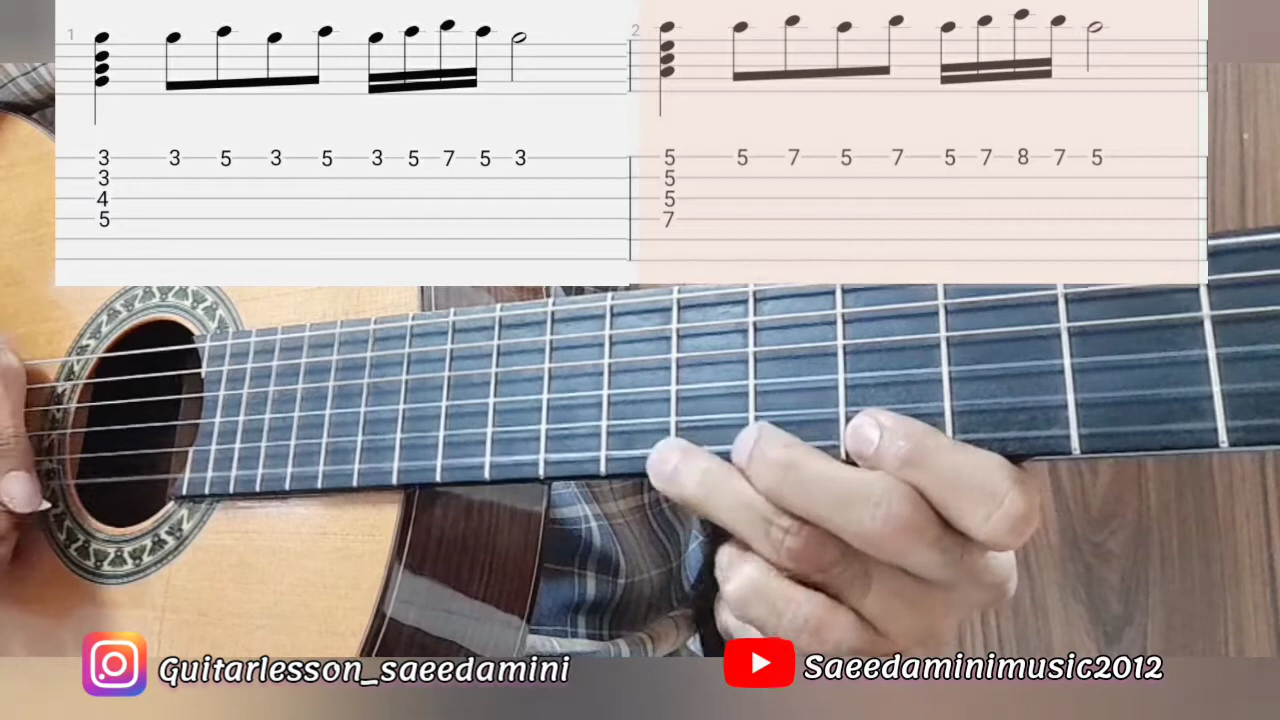 1
2
3 3 5 3 5 3 5 7 5 3
3
4
5
5 5 7 5 7 5 7 8 7 5
5
5
7
Guitarlesson_saeedamini
Saeedaminimusic2012